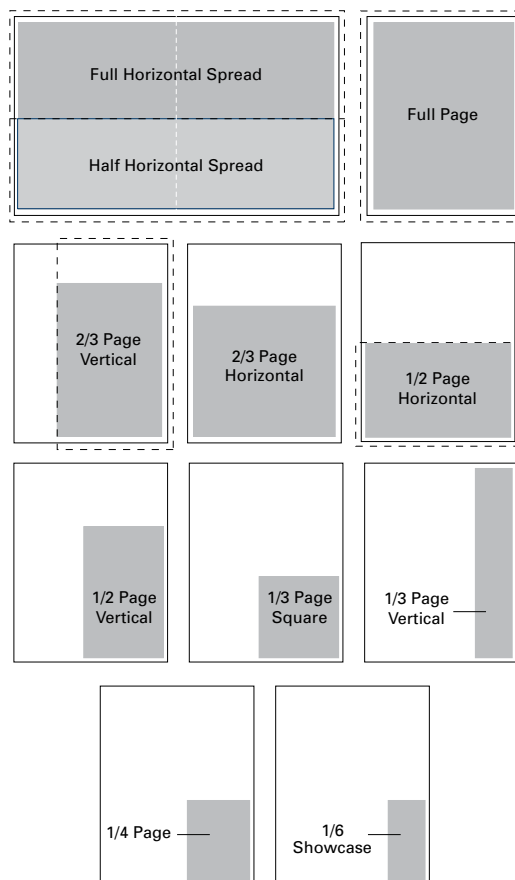 Full Horizontal Spread
Full Page
Half Horizontal Spread
2/3 Page
Vertical
2/3 Page
Horizontal
1/2 Page
Horizontal
1/2 Page
Vertical
1/3 Page
Square
1/3 Page
Vertical
1/4 Page
1/6
Showcase